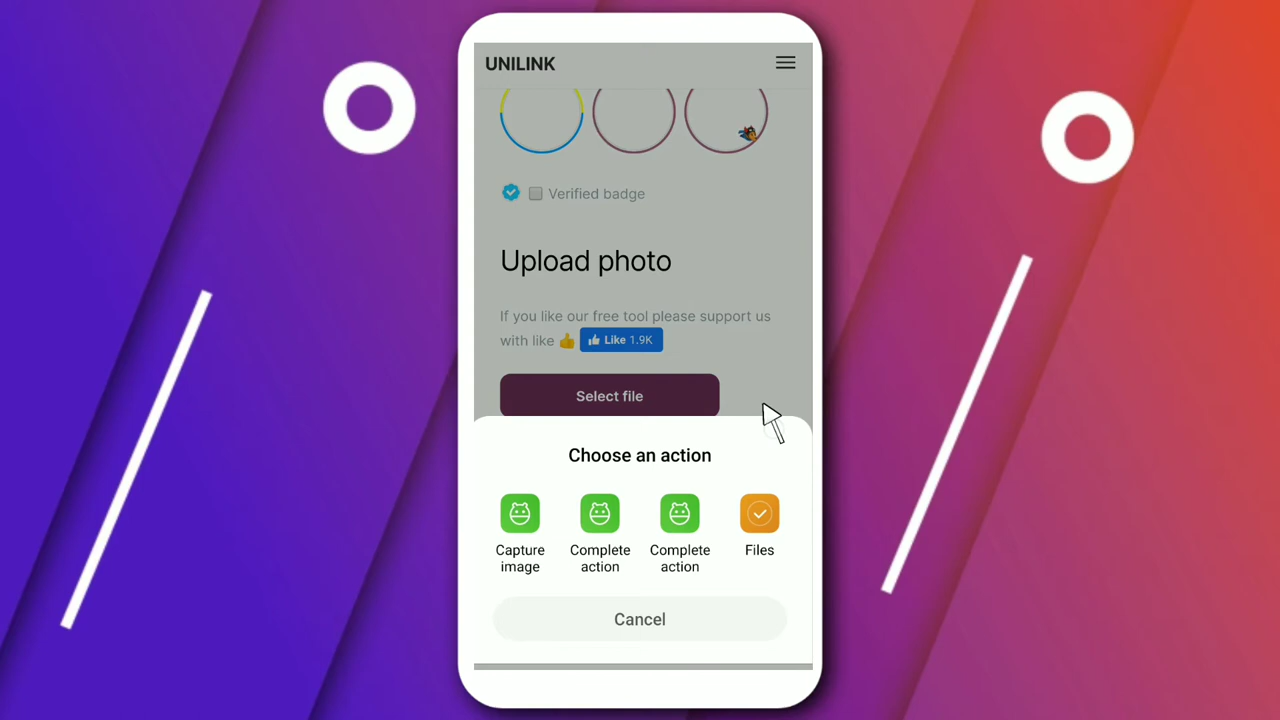 UNILINK
Verified badge
Upload photo
If you like our free tool please support us
with like 👍 Like 1.9K
Select file
Choose an action
Capture
image
Complete
action
Complete
action
Files
Cancel